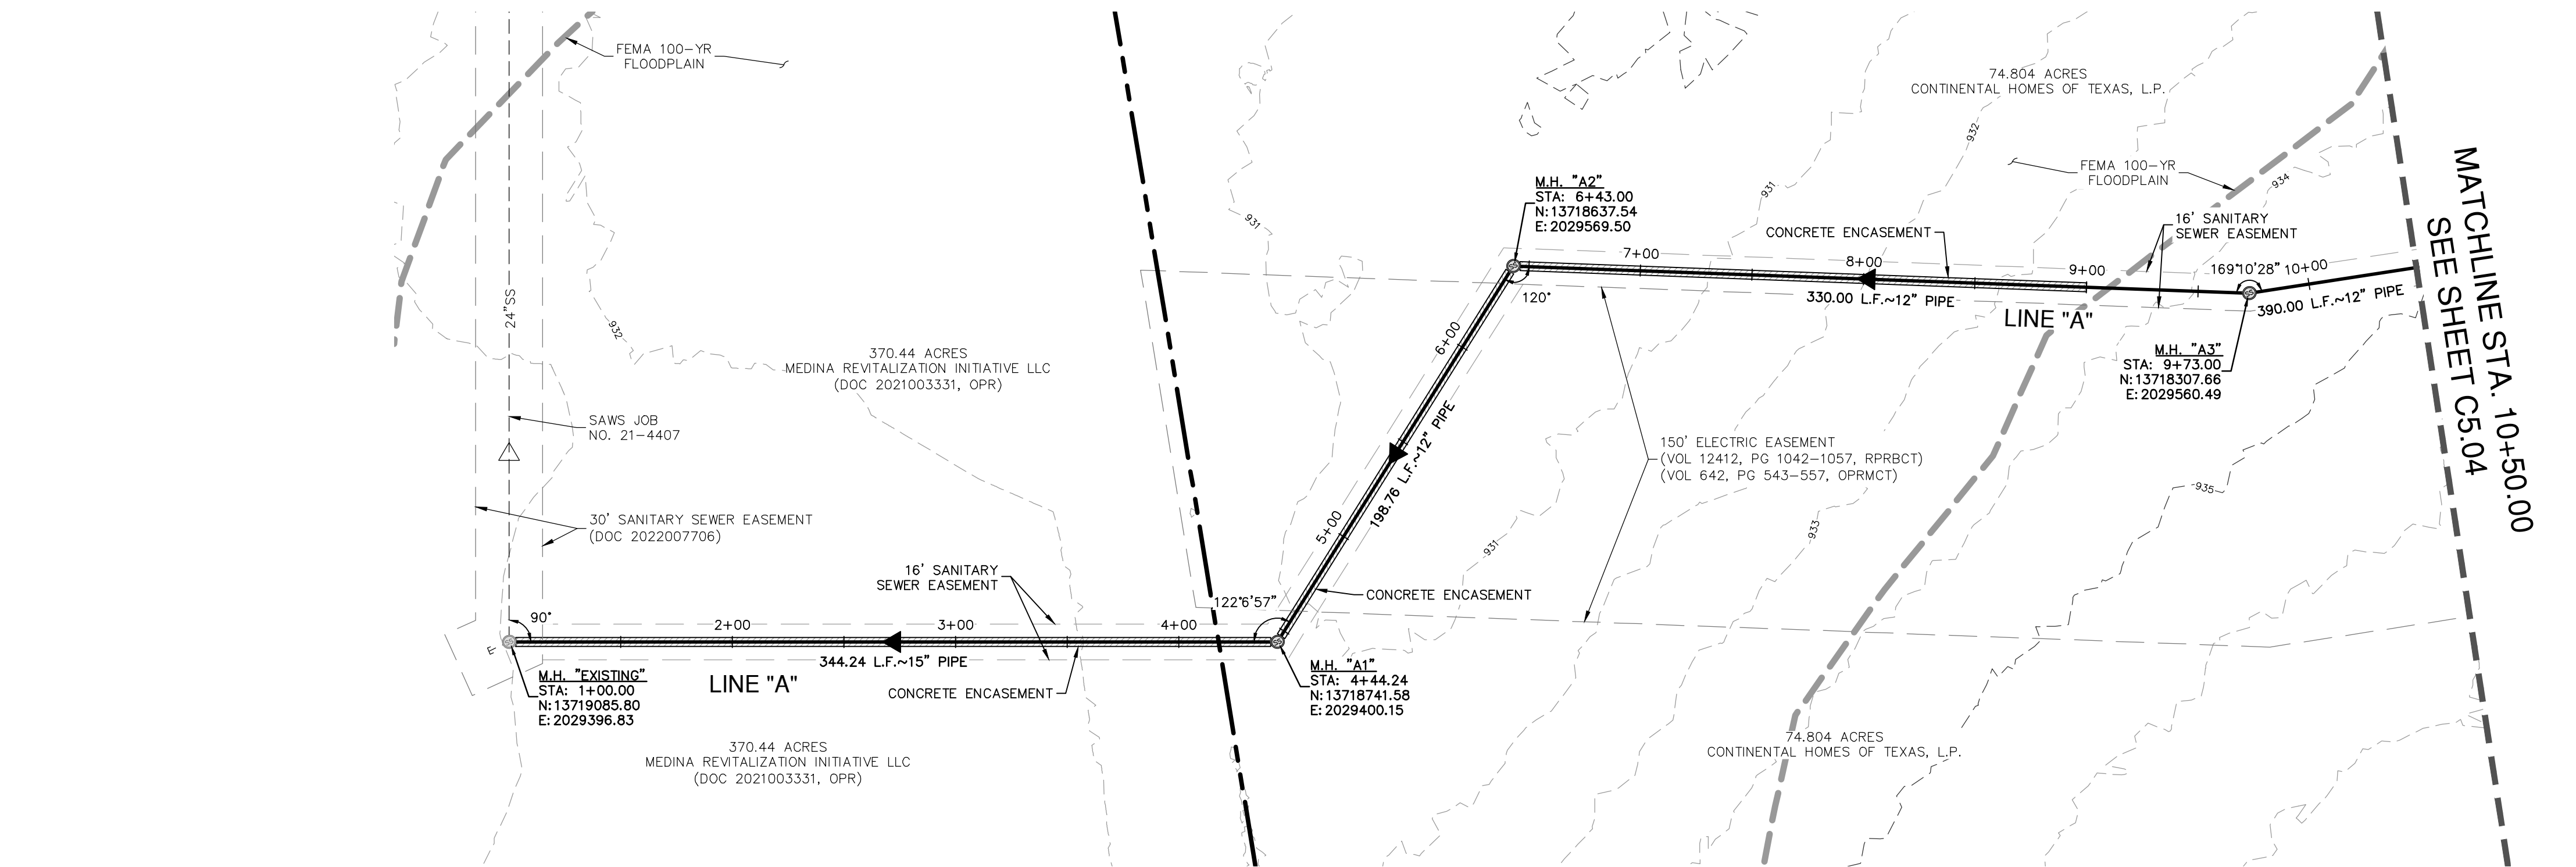 FEMA 100-YR
FLOODPLAIN
24"SS
932
SAWS JOB
NO. 21-4407
30' SANITARY SEWER EASEMENT
(DOC 2022007706)
370.44 ACRES
MEDINA REVITALIZATION INITIATIVE LLC
(DOC 2021003331, OPR)
16' SANITARY
SEWER EASEMENT
90°
2+00
3+00
4+00
122°6'57"
344.24 L.F.~15" PIPE
LINE "A"
CONCRETE ENCASEMENT
M.H. "EXISTING"
STA: 1+00.00
N:13719085.80
E:2029396.83
370.44 ACRES
MEDINA REVITALIZATION INITIATIVE LLC
(DOC 2021003331, OPR)
M.H. "A1"
STA: 4+44.24
N:13718741.58
E:2029400.15
CONCRETE ENCASEMENT
5+00
6+00
198.76 L.F.~12" PIPE
931
931
931
M.H. "A2"
STA: 6+43.00
N:13718637.54
E:2029569.50
120°
7+00
8+00
9+00
CONCRETE ENCASEMENT
330.00 L.F.~12" PIPE
LINE "A"
150' ELECTRIC EASEMENT
(VOL 12412, PG 1042-1057, RPRBCT)
(VOL 642, PG 543-557, OPRMCT)
74.804 ACRES
CONTINENTAL HOMES OF TEXAS, L.P.
932
FEMA 100-YR
FLOODPLAIN
934
16' SANITARY
SEWER EASEMENT
169°10'28"
10+00
390.00 L.F.~12" PIPE
M.H. "A3"
STA: 9+73.00
N:13718307.66
E:2029560.49
933
935
74.804 ACRES
CONTINENTAL HOMES OF TEXAS, L.P.
MATCHLINE STA. 10+50.00
SEE SHEET C5.04